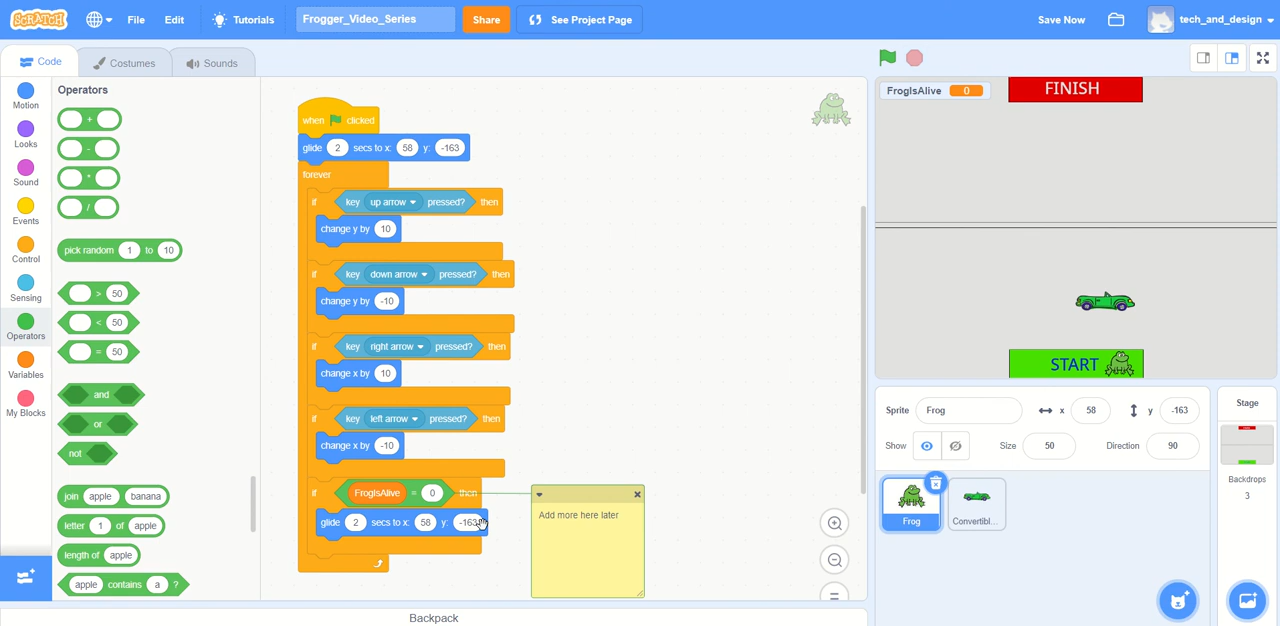 SCRATCH File Edit Tutorials Frogger_Video_Series Share See Project Page Save Now tech_and_design
Code Costumes Sounds
Motion
Looks
Sound
Events
Control
Sensing
Operators
Variables
My Blocks
Operators
+
-
*
/
pick random 1 to 10
> 50
< 50
= 50
and
or
not
join apple banana
letter 1 of apple
length of apple
apple contains a ?
when clicked
glide 2 secs to x: 58 y: -163
forever
if key up arrow pressed? then
change y by 10
if key down arrow pressed? then
change y by -10
if key right arrow pressed? then
change x by 10
if key left arrow pressed? then
change x by -10
if FrogIsAlive = 0 then
glide 2 secs to x: 58 y: -163
Add more here later
Backpack
FrogIsAlive 0
FINISH
START
Sprite Frog x 58 y -163
Show Size 50 Direction 90
Frog
Convertibl...
Stage
Backdrops
3